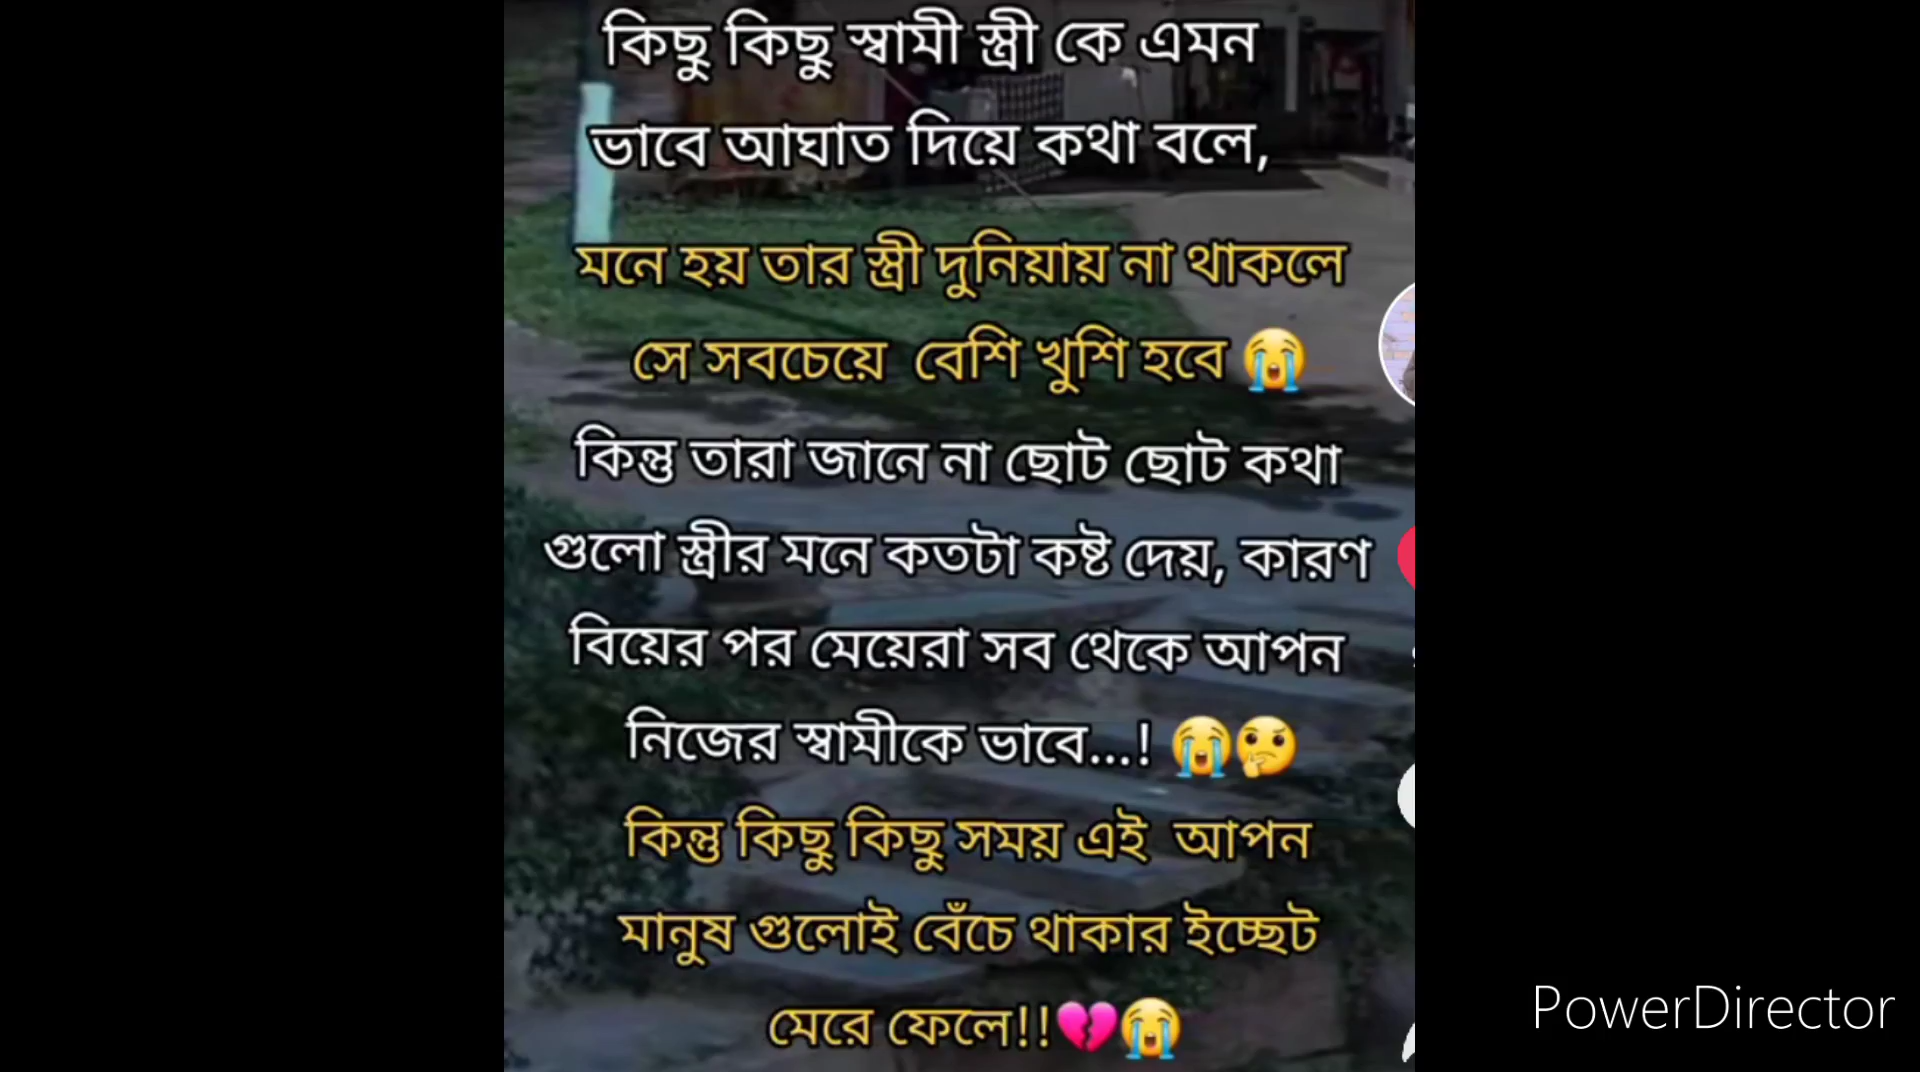 কিছু কিছু স্বামী স্ত্রী কে এমন
ভাবে আঘাত দিয়ে কথা বলে,
মনে হয় তার স্ত্রী দুনিয়ায় না থাকলে
সে সবচেয়ে বেশি খুশি হবে 😭
কিন্তু তারা জানে না ছোট ছোট কথা
গুলো স্ত্রীর মনে কতটা কষ্ট দেয়, কারণ
বিয়ের পর মেয়েরা সব থেকে আপন
নিজের স্বামীকে ভাবে...! 😭🤔
কিন্তু কিছু কিছু সময় এই আপন
মানুষ গুলোই বেঁচে থাকার ইচ্ছেট
মেরে ফেলে!!💔😭
PowerDirector